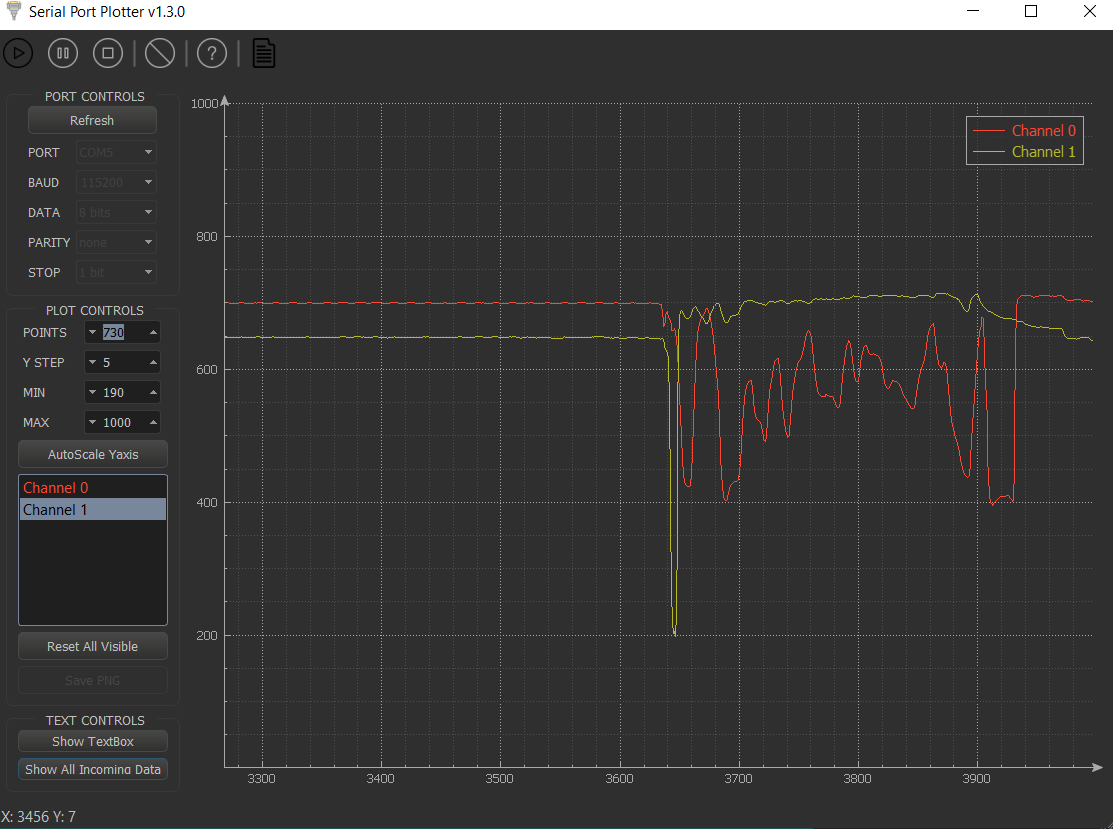 Serial Port Plotter v1.3.0
?
PORT CONTROLS
Refresh
PORT COM5
BAUD 115200
DATA 8 bits
PARITY none
STOP 1 bit
PLOT CONTROLS
POINTS 730
Y STEP 5
MIN 190
MAX 1000
AutoScale Yaxis
Channel 0
Channel 1
Reset All Visible
Save PNG
TEXT CONTROLS
Show TextBox
Show All Incoming Data
X: 3456 Y: 7
1000
800
600
400
200
3300 3400 3500 3600 3700 3800 3900
Channel 0
Channel 1